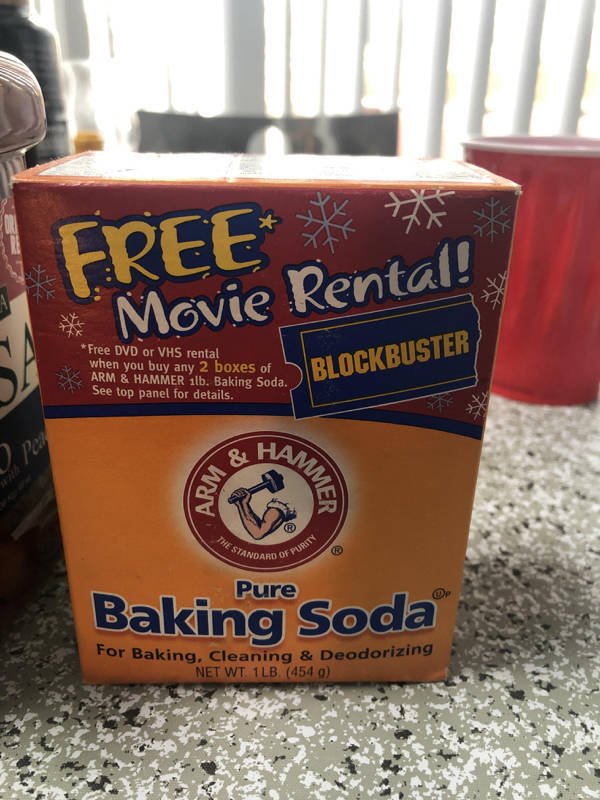 FREE*
Movie Rental!
*Free DVD or VHS rental
when you buy any 2 boxes of
ARM & HAMMER 1lb. Baking Soda.
See top panel for details.
BLOCKBUSTER
ARM & HAMMER
THE STANDARD OF PURITY
®
®
Pure
Baking Soda
ⓊP
For Baking, Cleaning & Deodorizing
NET WT. 1 LB. (454 g)
with